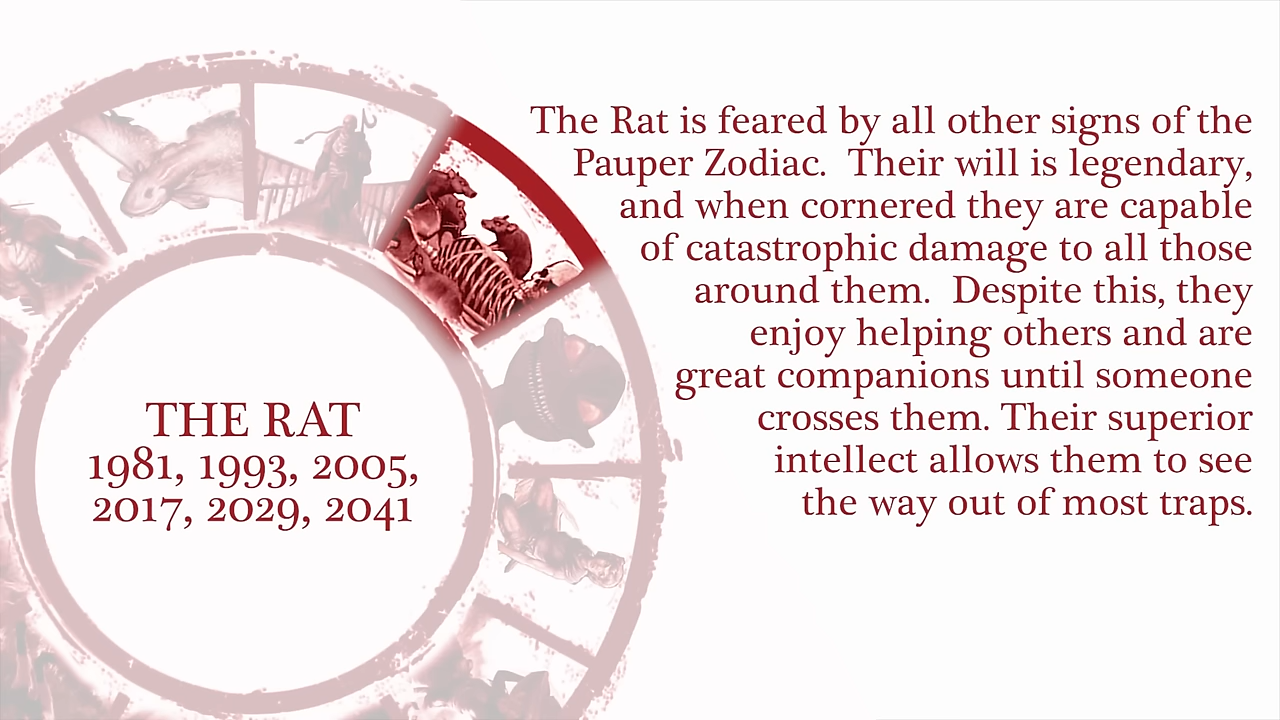 The Rat is feared by all other signs of the
Pauper Zodiac.  Their will is legendary,
and when cornered they are capable
of catastrophic damage to all those
around them.  Despite this, they
enjoy helping others and are
great companions until someone
crosses them. Their superior
intellect allows them to see
the way out of most traps.
THE RAT
1981, 1993, 2005,
2017, 2029, 2041